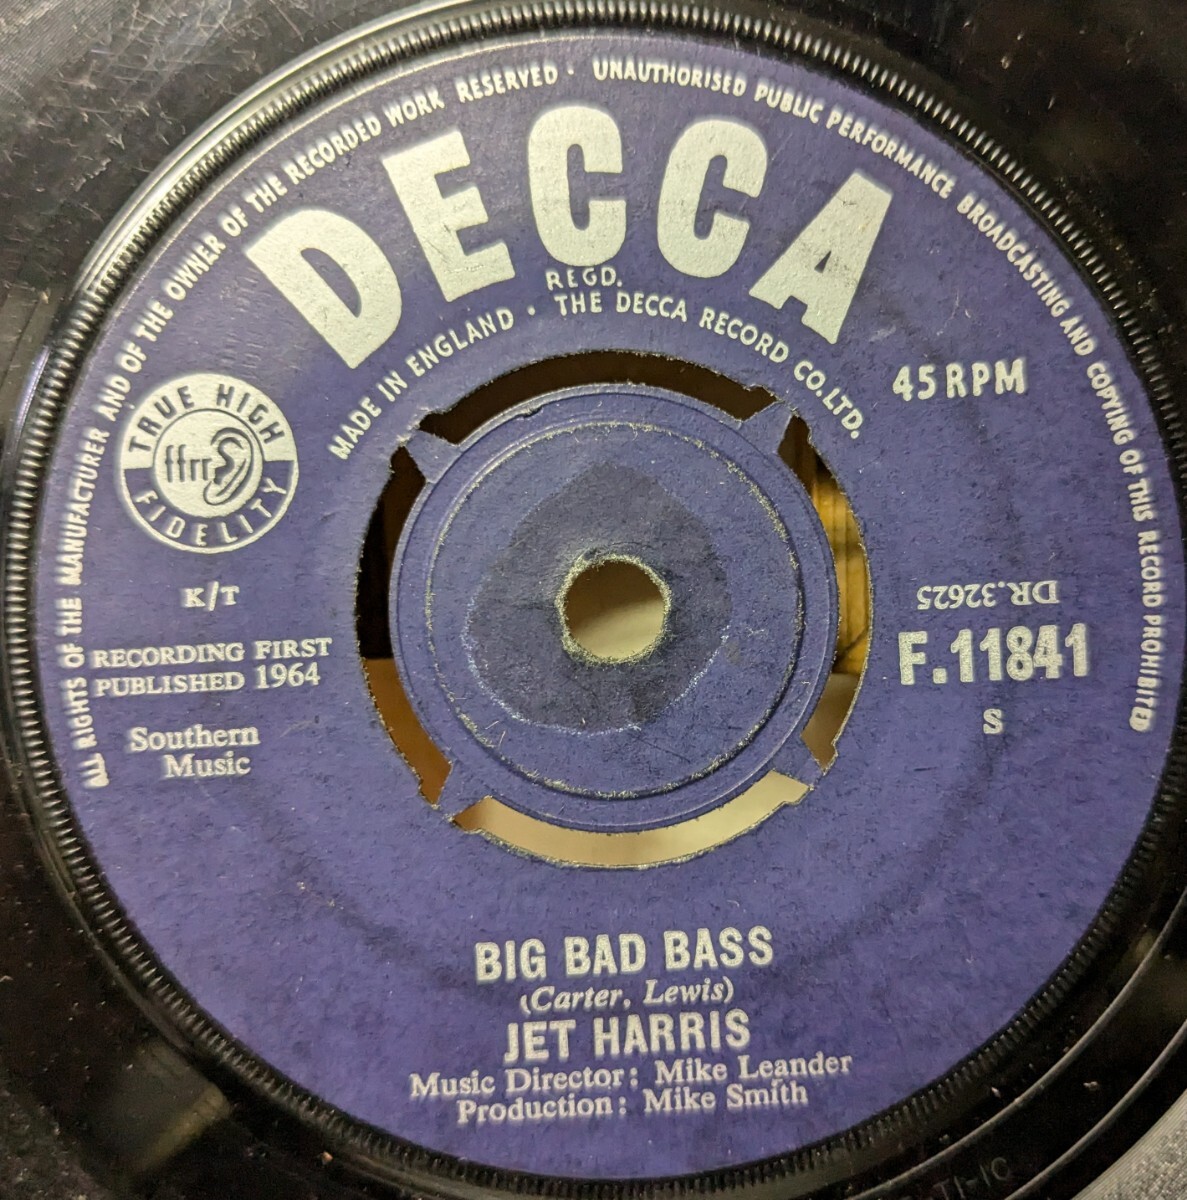 ALL RIGHTS OF THE MANUFACTURER AND OF THE OWNER OF THE RECORDED WORK RESERVED · UNAUTHORISED PUBLIC PERFORMANCE BROADCASTING AND COPYING OF THIS RECORD PROHIBITED
DECCA
REGD.
MADE IN ENGLAND · THE DECCA RECORD CO. LTD.
45 RPM
TRUE HIGH
ffrr
FIDELITY
K/T
RECORDING FIRST
PUBLISHED 1964
Southern
Music
DR.32625
F.11841
S
BIG BAD BASS
(Carter, Lewis)
JET HARRIS
Music Director: Mike Leander
Production: Mike Smith